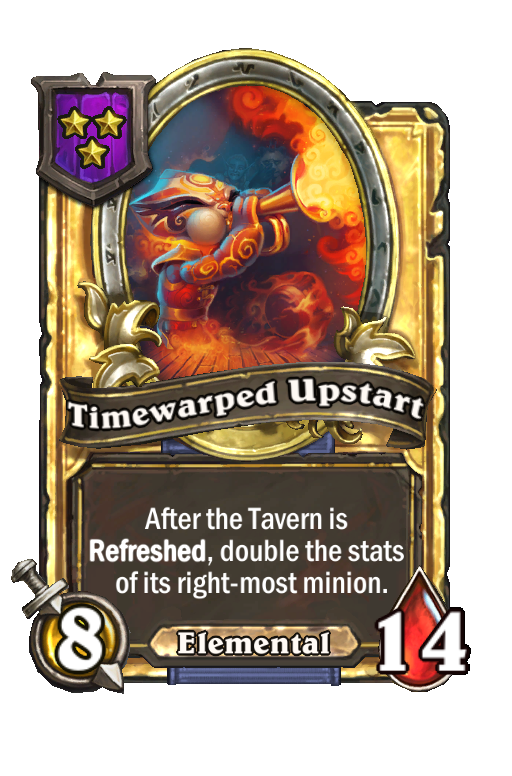 Timewarped Upstart
After the Tavern is
Refreshed, double the stats
of its right-most minion.
8
Elemental
14